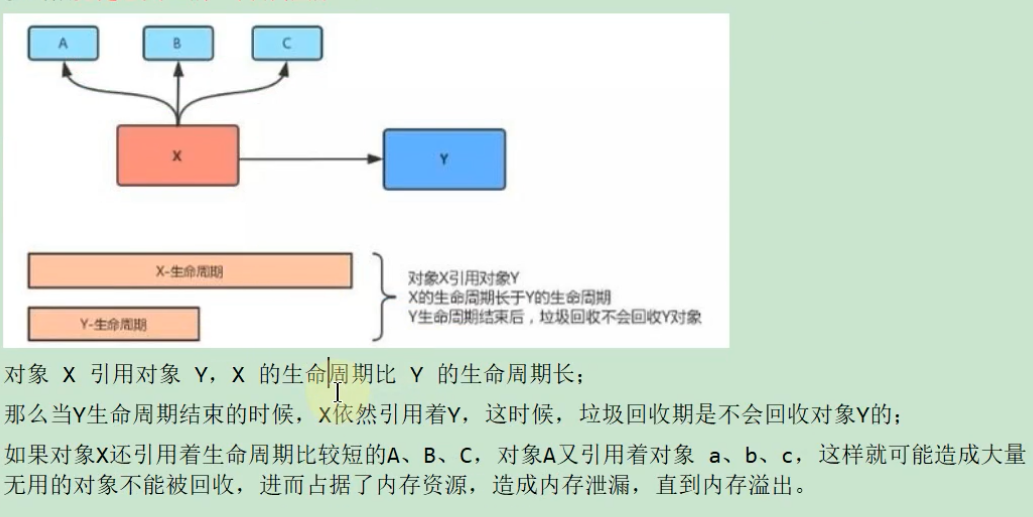 A
B
C
X
Y
X-生命周期
Y-生命周期
对象X引用对象Y
X的生命周期长于Y的生命周期
Y生命周期结束后，垃圾回收不会回收Y对象
对象 X 引用对象 Y，X 的生命周期比 Y 的生命周期长；
那么当Y生命周期结束的时候，X依然引用着Y，这时候，垃圾回收期是不会回收对象Y的；
如果对象X还引用着生命周期比较短的A、B、C，对象A又引用着对象 a、b、c，这样就可能造成大量
无用的对象不能被回收，进而占据了内存资源，造成内存泄漏，直到内存溢出。